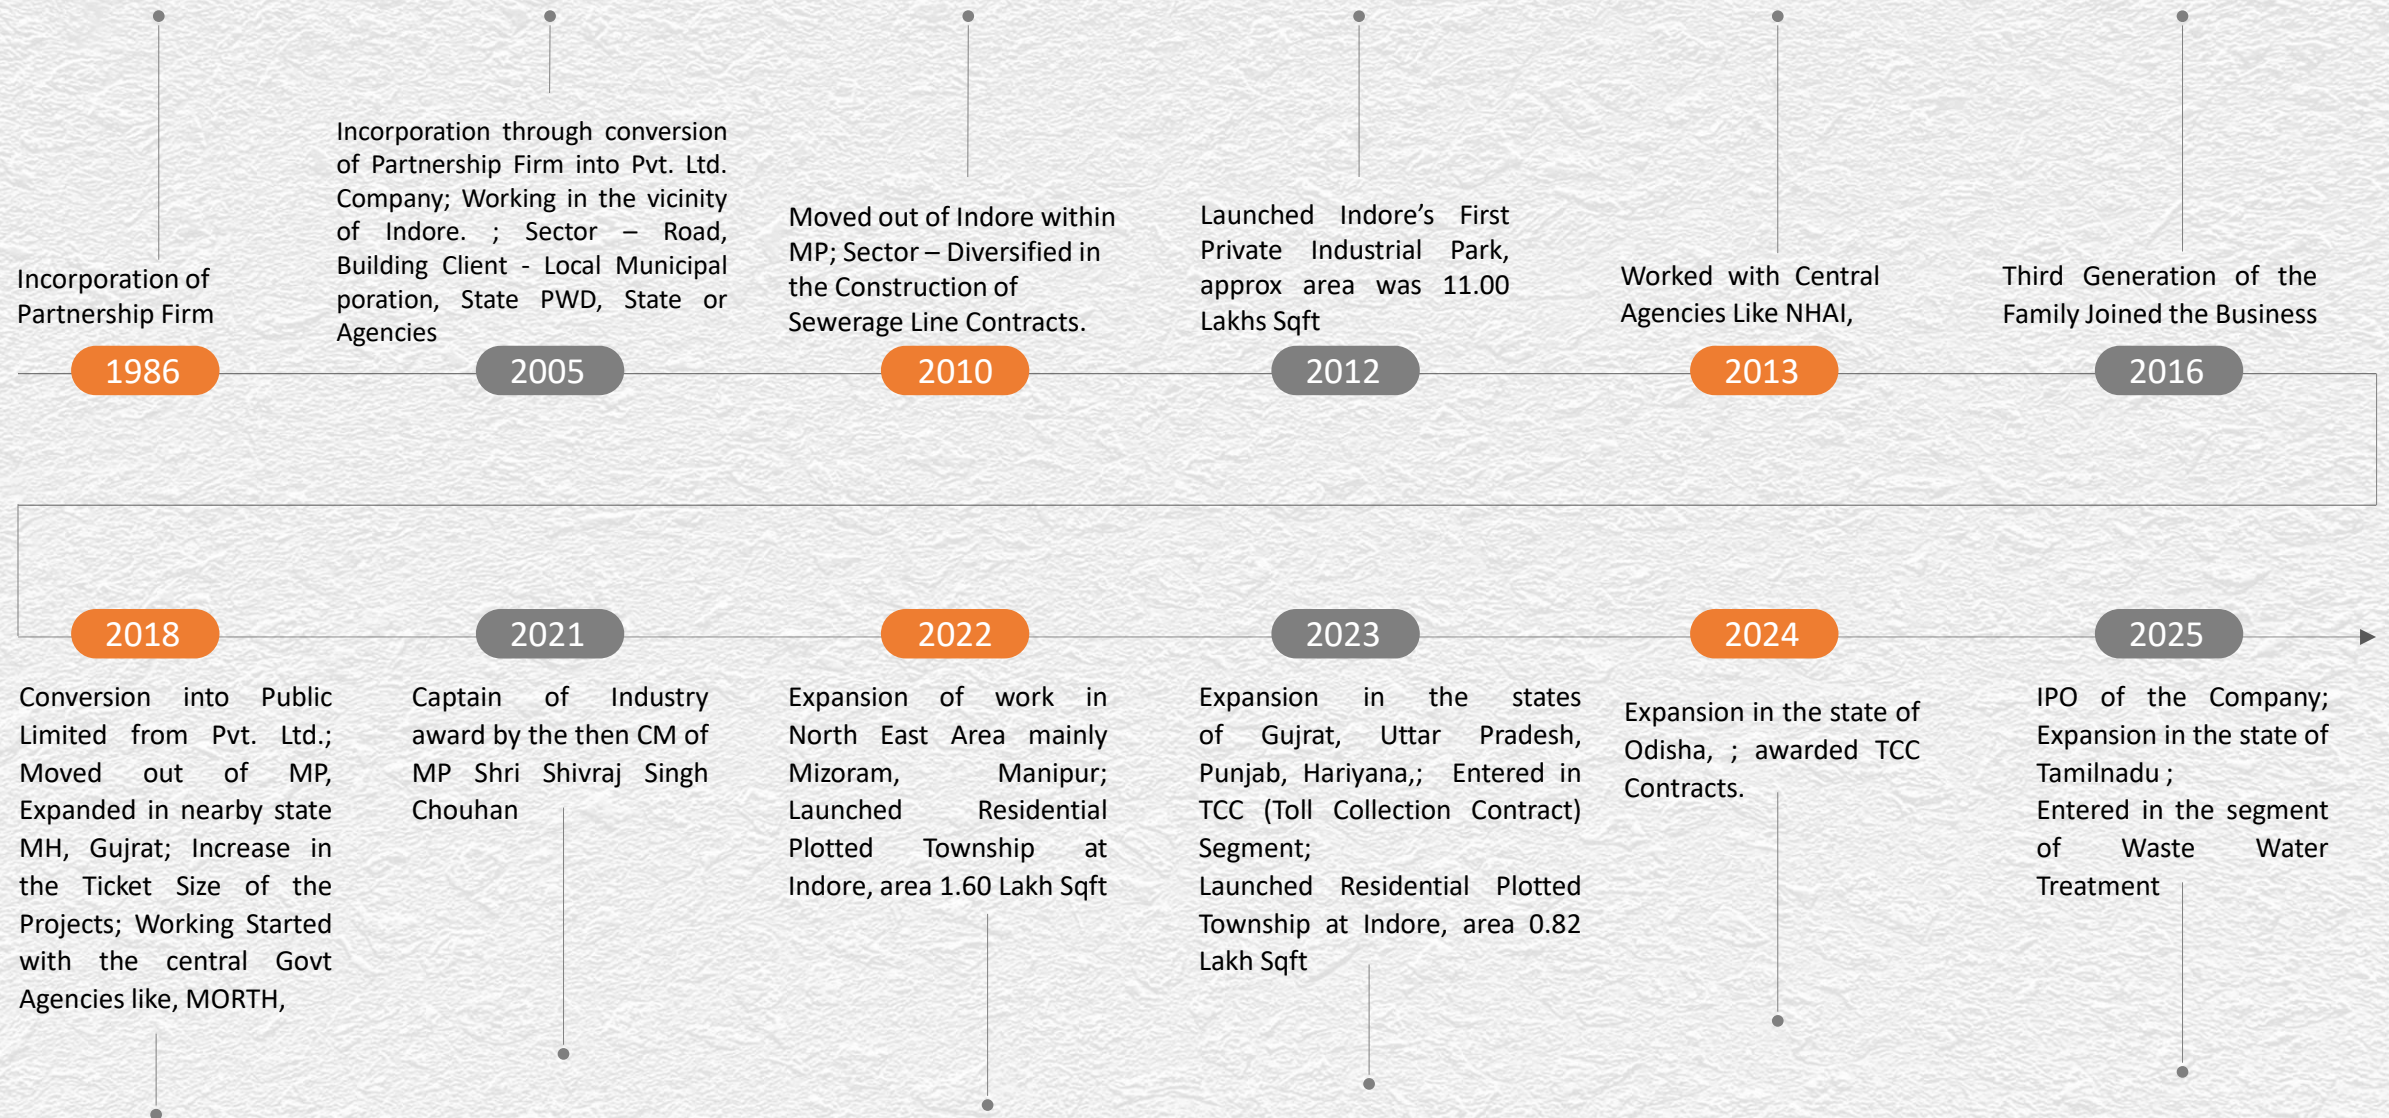 Incorporation of
Partnership Firm
1986
Incorporation through conversion
of Partnership Firm into Pvt. Ltd.
Company; Working in the vicinity
of Indore. ; Sector – Road,
Building Client - Local Municipal
poration, State PWD, State or
Agencies
2005
Moved out of Indore within
MP; Sector – Diversified in
the Construction of
Sewerage Line Contracts.
2010
Launched Indore’s First
Private Industrial Park,
approx area was 11.00
Lakhs Sqft
2012
Worked with Central
Agencies Like NHAI,
2013
Third Generation of the
Family Joined the Business
2016
2018
Conversion into Public
Limited from Pvt. Ltd.;
Moved out of MP,
Expanded in nearby state
MH, Gujrat; Increase in
the Ticket Size of the
Projects; Working Started
with the central Govt
Agencies like, MORTH,
2021
Captain of Industry
award by the then CM of
MP Shri Shivraj Singh
Chouhan
2022
Expansion of work in
North East Area mainly
Mizoram, Manipur;
Launched Residential
Plotted Township at
Indore, area 1.60 Lakh Sqft
2023
Expansion in the states
of Gujrat, Uttar Pradesh,
Punjab, Hariyana,; Entered in
TCC (Toll Collection Contract)
Segment;
Launched Residential Plotted
Township at Indore, area 0.82
Lakh Sqft
2024
Expansion in the state of
Odisha, ; awarded TCC
Contracts.
2025
IPO of the Company;
Expansion in the state of
Tamilnadu ;
Entered in the segment
of Waste Water
Treatment